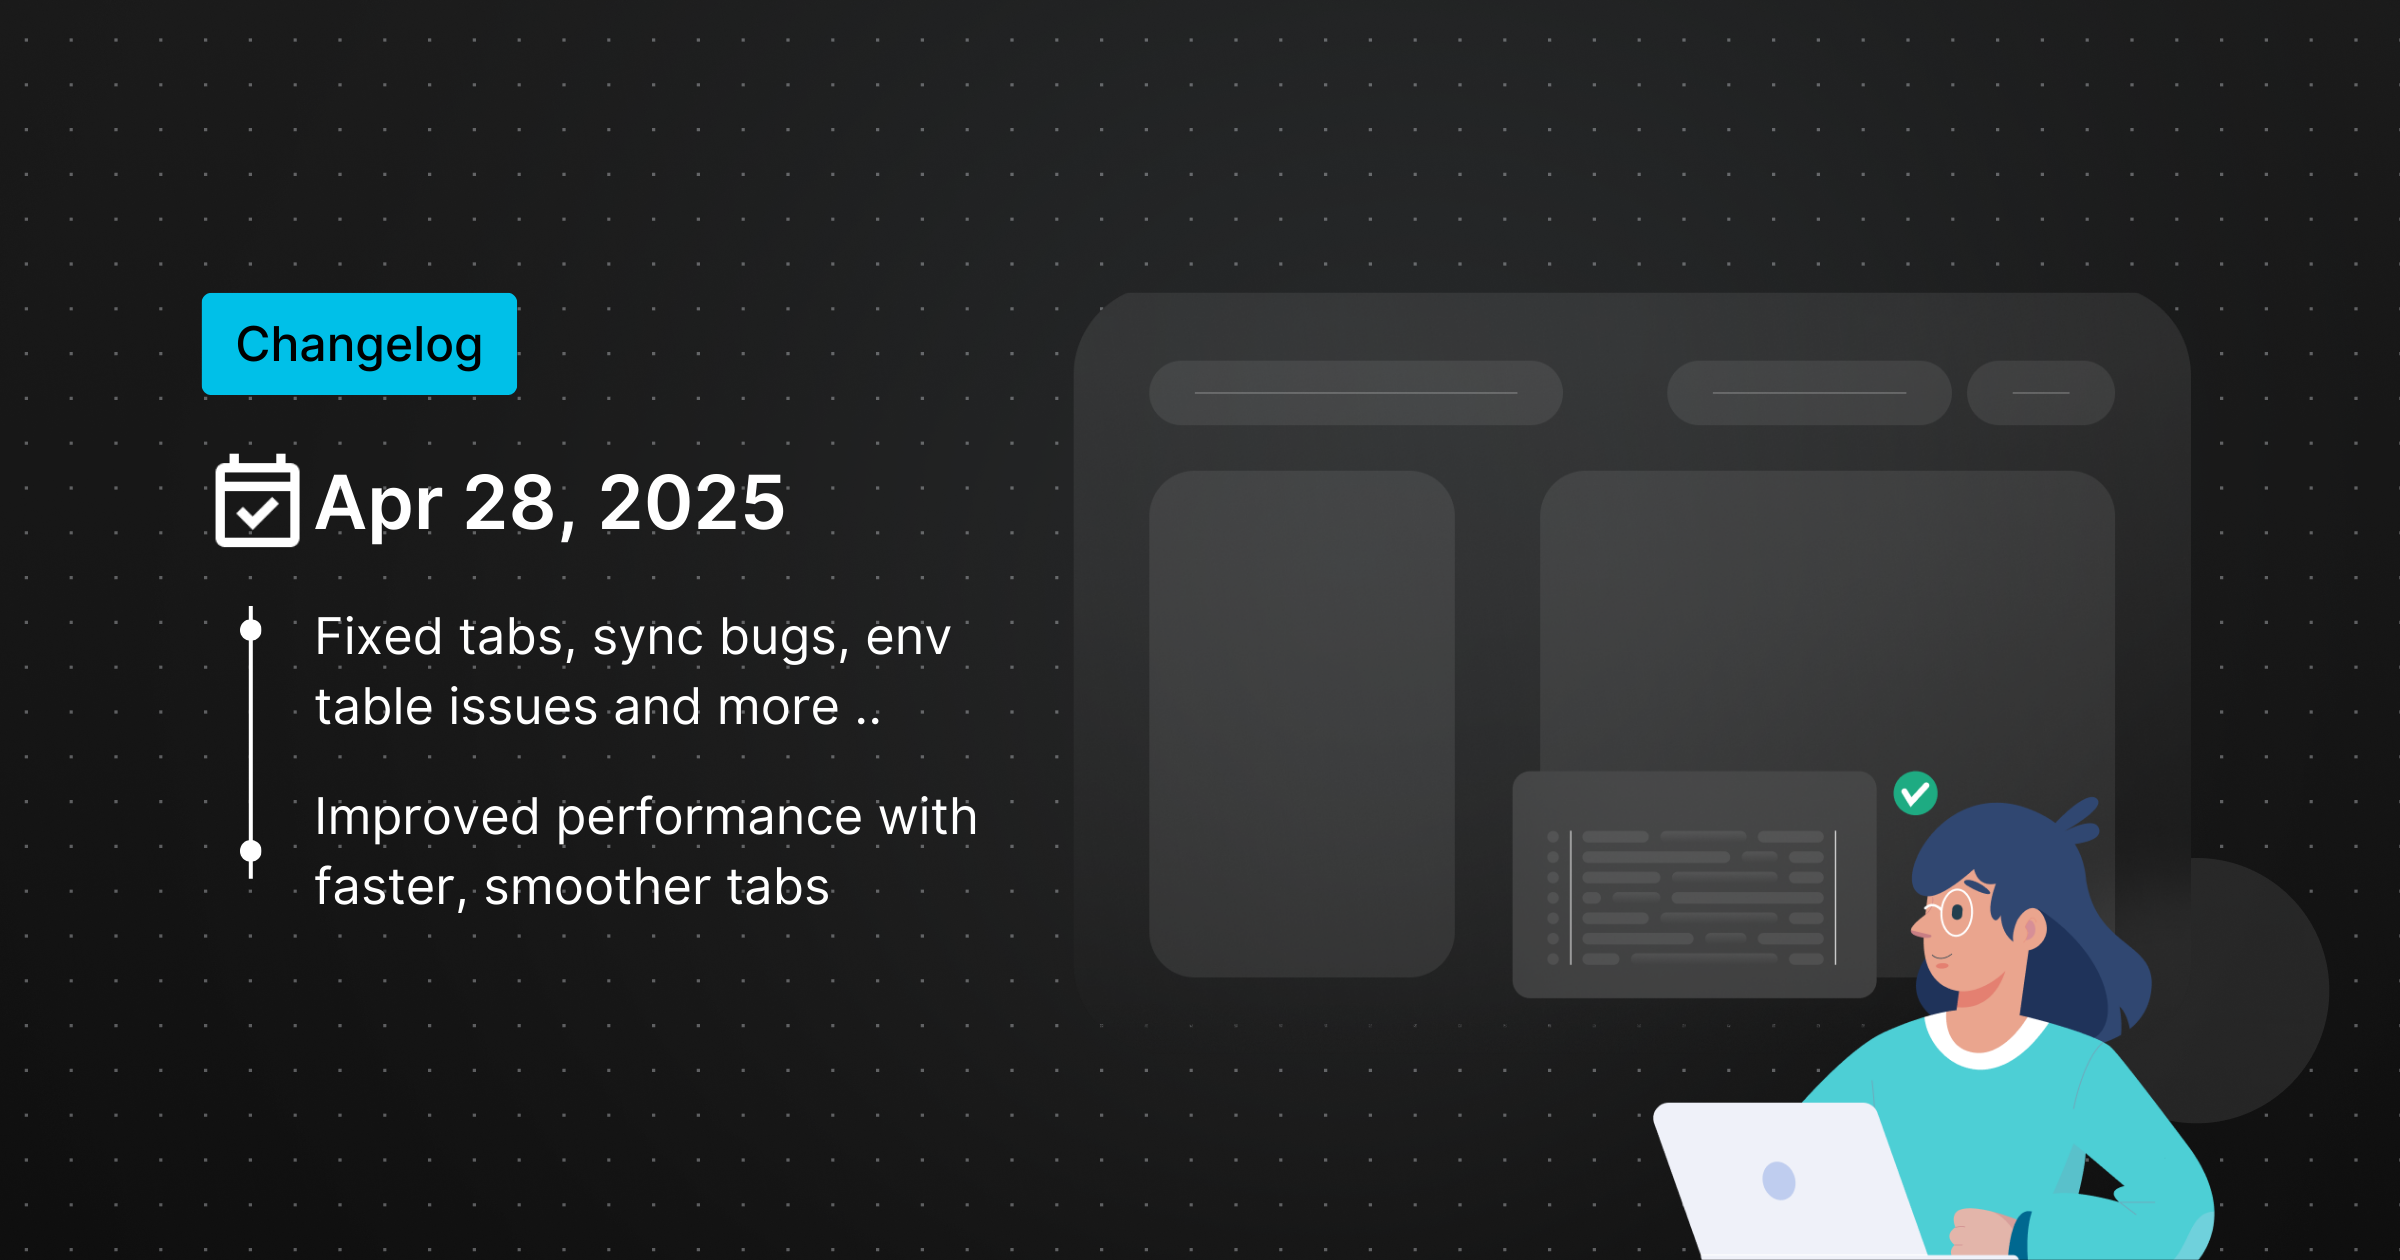 Changelog
Apr 28, 2025
Fixed tabs, sync bugs, env
table issues and more ..
Improved performance with
faster, smoother tabs